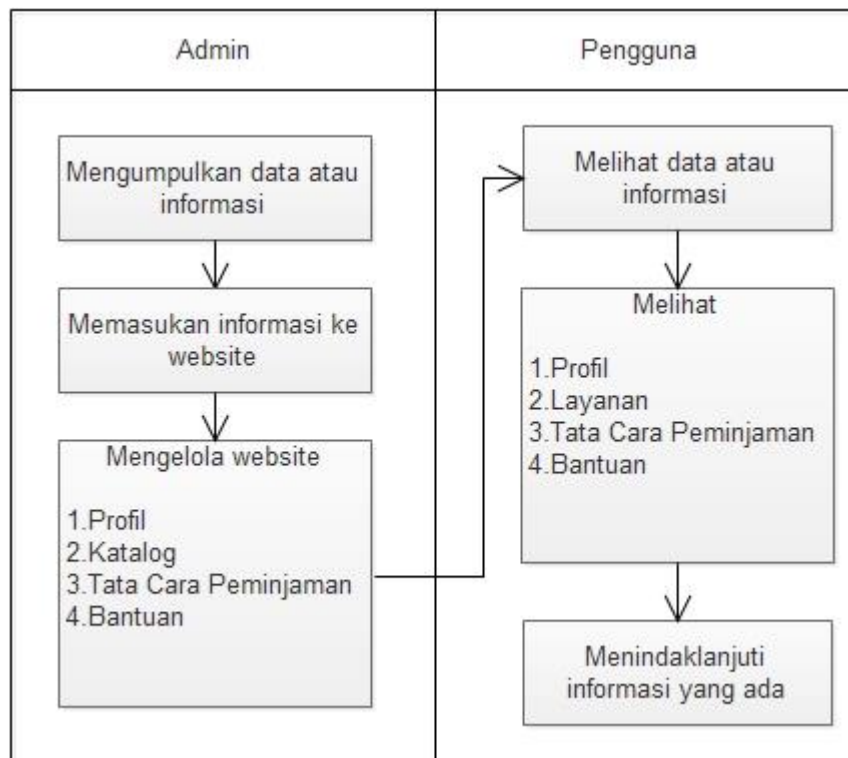 Admin
Pengguna
Mengumpulkan data atau
informasi
Memasukan informasi ke
website
Mengelola website
1.Profil
2.Katalog
3.Tata Cara Peminjaman
4.Bantuan
Melihat data atau
informasi
Melihat
1.Profil
2.Layanan
3.Tata Cara Peminjaman
4.Bantuan
Menindaklanjuti
informasi yang ada